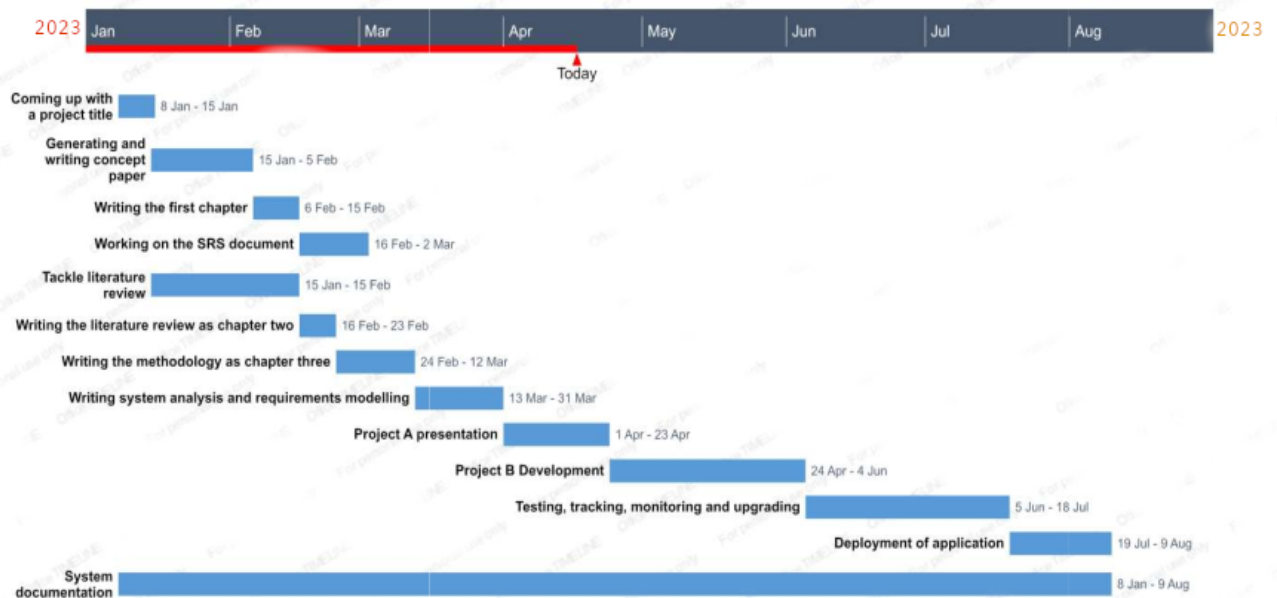 2023 Jan Feb Mar Apr May Jun Jul Aug 2023
Today
Coming up with
a project title
8 Jan - 15 Jan
Generating and
writing concept
paper
15 Jan - 5 Feb
Writing the first chapter 6 Feb - 15 Feb
Working on the SRS document 16 Feb - 2 Mar
Tackle literature
review
15 Jan - 15 Feb
Writing the literature review as chapter two 16 Feb - 23 Feb
Writing the methodology as chapter three 24 Feb - 12 Mar
Writing system analysis and requirements modelling 13 Mar - 31 Mar
Project A presentation 1 Apr - 23 Apr
Project B Development 24 Apr - 4 Jun
Testing, tracking, monitoring and upgrading 5 Jun - 18 Jul
Deployment of application 19 Jul - 9 Aug
System
documentation
8 Jan - 9 Aug